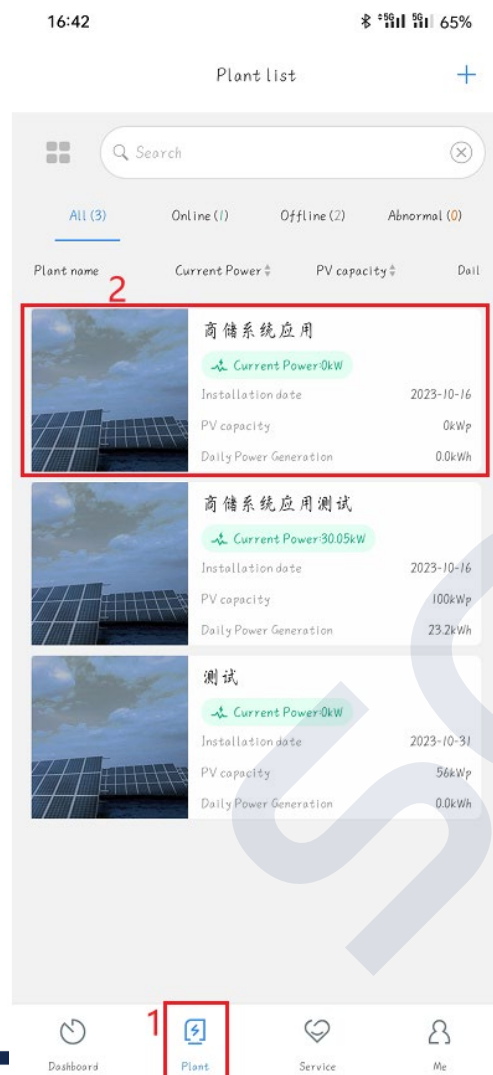 16:42 5G 5G 65%
Plant list +
Search
All (3) Online (1) Offline (2) Abnormal (0)
Plant name Current Power PV capacity Dail
2
商储系统应用
Current Power:0kW
Installation date 2023-10-16
PV capacity 0kWp
Daily Power Generation 0.0kWh
商储系统应用测试
Current Power:30.05kW
Installation date 2023-10-16
PV capacity 100kWp
Daily Power Generation 23.2kWh
测试
Current Power:0kW
Installation date 2023-10-31
PV capacity 56kWp
Daily Power Generation 0.0kWh
1
Dashboard Plant Service Me